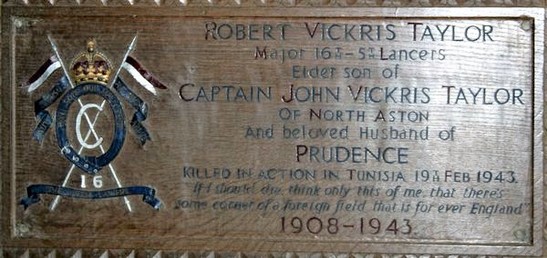 ROBERT VICKRIS TAYLOR
Major 16TH-5TH Lancers
Elder son of
CAPTAIN JOHN VICKRIS TAYLOR
OF NORTH ASTON
And beloved Husband of
PRUDENCE
KILLED IN ACTION IN TUNISIA 19TH FEB 1943.
If I should die, think only this of me, that there's
some corner of a foreign field that is for ever England
1908-1943
16